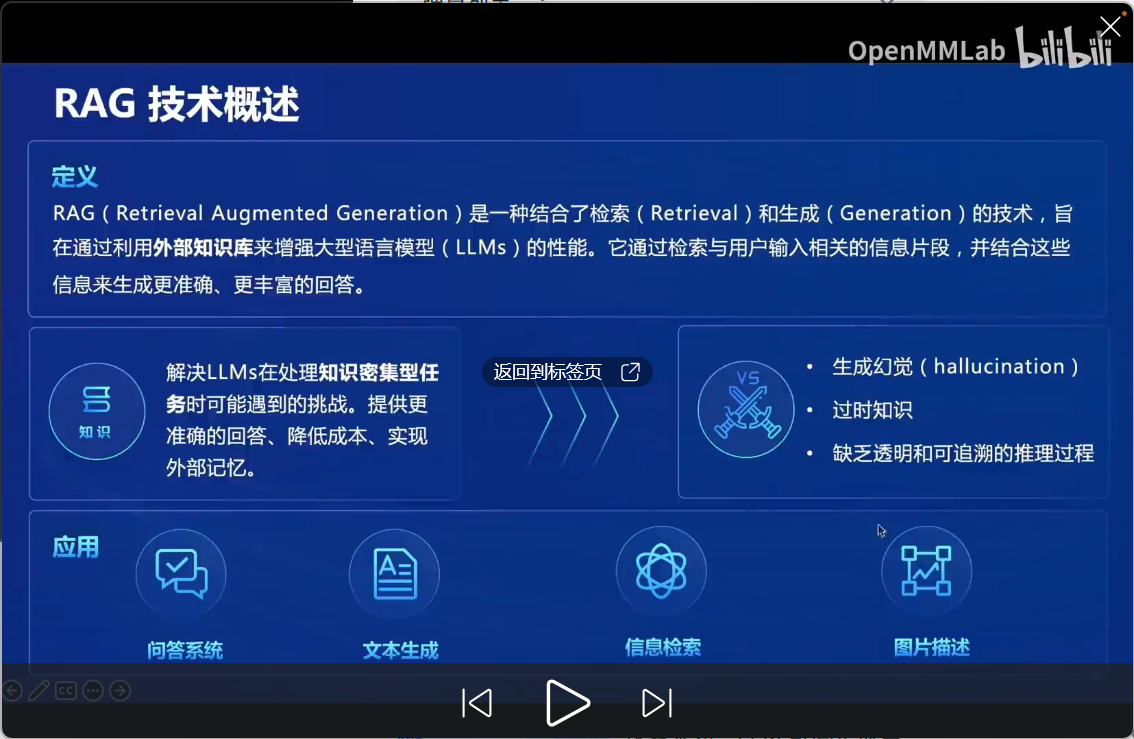 OpenMMLab bilibili
RAG 技术概述
定义
RAG（Retrieval Augmented Generation）是一种结合了检索（Retrieval）和生成（Generation）的技术，旨
在通过利用外部知识库来增强大型语言模型（LLMs）的性能。它通过检索与用户输入相关的信息片段，并结合这些
信息来生成更准确、更丰富的回答。
知识
解决LLMs在处理知识密集型任
务时可能遇到的挑战。提供更
准确的回答、降低成本、实现
外部记忆。
返回到标签页
VS
• 生成幻觉（hallucination）
• 过时知识
• 缺乏透明和可追溯的推理过程
应用
A
问答系统
文本生成
信息检索
图片描述
CC